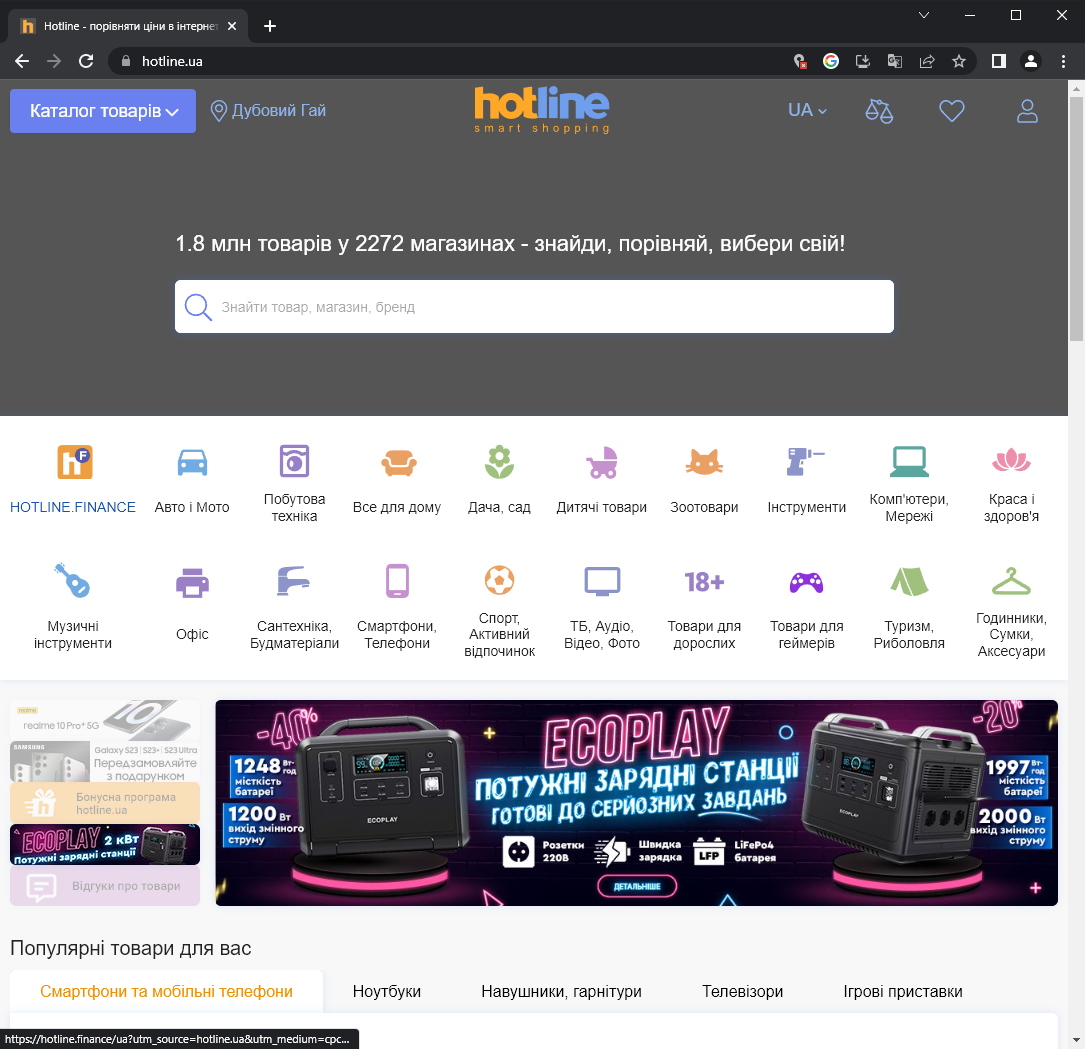 Hotline - порівняти ціни в інтернет
hotline.ua
Каталог товарів
Дубовий Гай
hotline
smart shopping
UA
1.8 млн товарів у 2272 магазинах - знайди, порівняй, вибери свій!
Знайти товар, магазин, бренд
HOTLINE.FINANCE
Авто і Мото
Побутова
техніка
Все для дому
Дача, сад
Дитячі товари
Зоотовари
Інструменти
Комп'ютери,
Мережі
Краса і
здоров'я
Музичні
інструменти
Офіс
Сантехніка,
Будматеріали
Смартфони,
Телефони
Спорт,
Активний
відпочинок
ТБ, Аудіо,
Відео, Фото
18+
Товари для
дорослих
Товари для
геймерів
Туризм,
Риболовля
Годинники,
Сумки,
Аксесуари
realme
realme 10 Pro+ 5G
SAMSUNG
Galaxy S23 | S23+ | S23 Ultra
Передзамовляйте
з подарунком
Бонусна програма
hotline.ua
ECOPLAY 2 кВт
Потужні зарядні станції
Відгуки про товари
-40%
1248 Вт-год
місткість
батареї
1200 Вт
вихід змінного
струму
ECOPLAY
ECOPLAY
ПОТУЖНІ ЗАРЯДНІ СТАНЦІЇ
ГОТОВІ ДО СЕРЙОЗНИХ ЗАВДАНЬ
Розетки
220В
Швидка
зарядка
LFP
LiFePo4
батарея
ДЕТАЛЬНІШЕ
-20%
1997 Вт-год
місткість
батареї
2000 Вт
вихід змінного
струму
ECOPLAY
Популярні товари для вас
Смартфони та мобільні телефони
Ноутбуки
Навушники, гарнітури
Телевізори
Ігрові приставки
https://hotline.finance/ua?utm_source=hotline.ua&utm_medium=cpc...